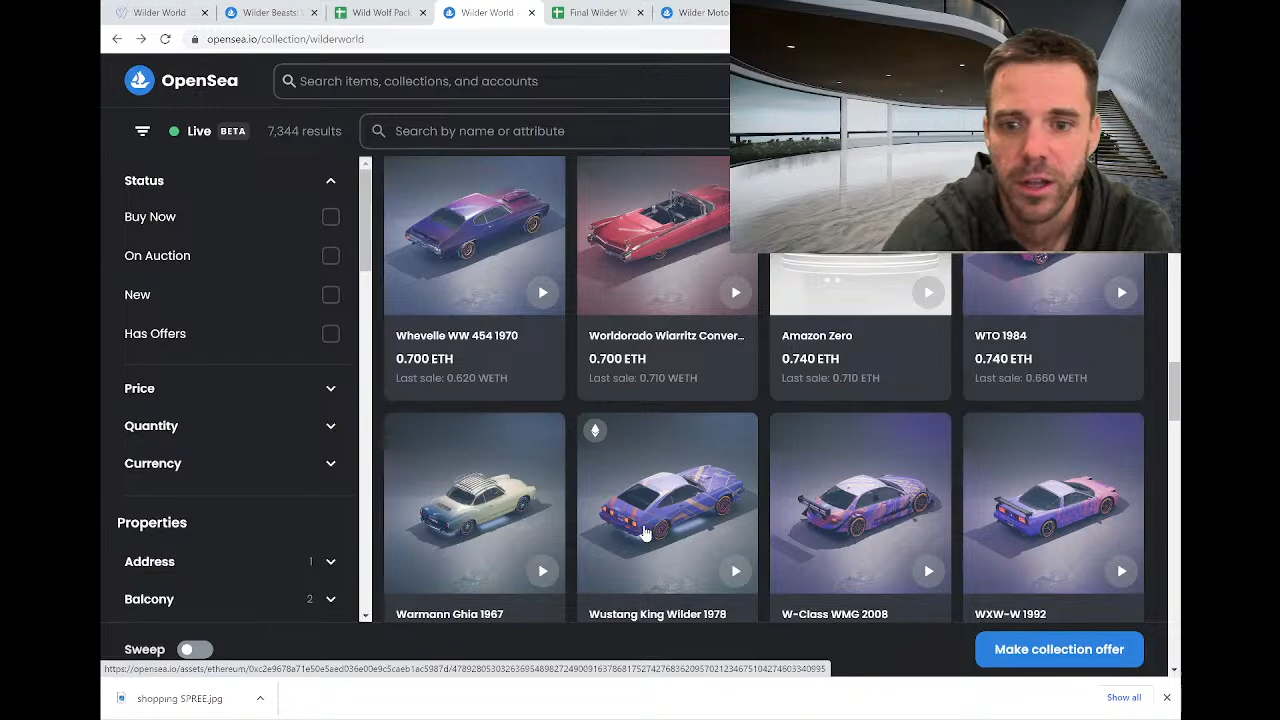 Wilder World
Wilder Beasts:
Wild Wolf Pack
Wilder World -
Final Wilder W
Wilder Moto
opensea.io/collection/wilderworld
OpenSea
Search items, collections, and accounts
Live BETA 7,344 results
by name or attribute
Status
Buy Now
On Auction
New
Has Offers
Price
Quantity
Currency
Properties
Address 1
Balcony 2
Sweep
Whevelle WW 454 1970
0.700 ETH
Last sale: 0.620 WETH
Worldorado Wiarritz Conver...
0.700 ETH
Last sale: 0.710 WETH
Amazon Zero
0.740 ETH
Last sale: 0.710 ETH
WTO 1984
0.740 ETH
Last sale: 0.660 WETH
Warmann Ghia 1967
Wustang King Wilder 1978
W-Class WMG 2008
WXW-W 1992
Make collection offer
shopping SPREE.jpg
Show all